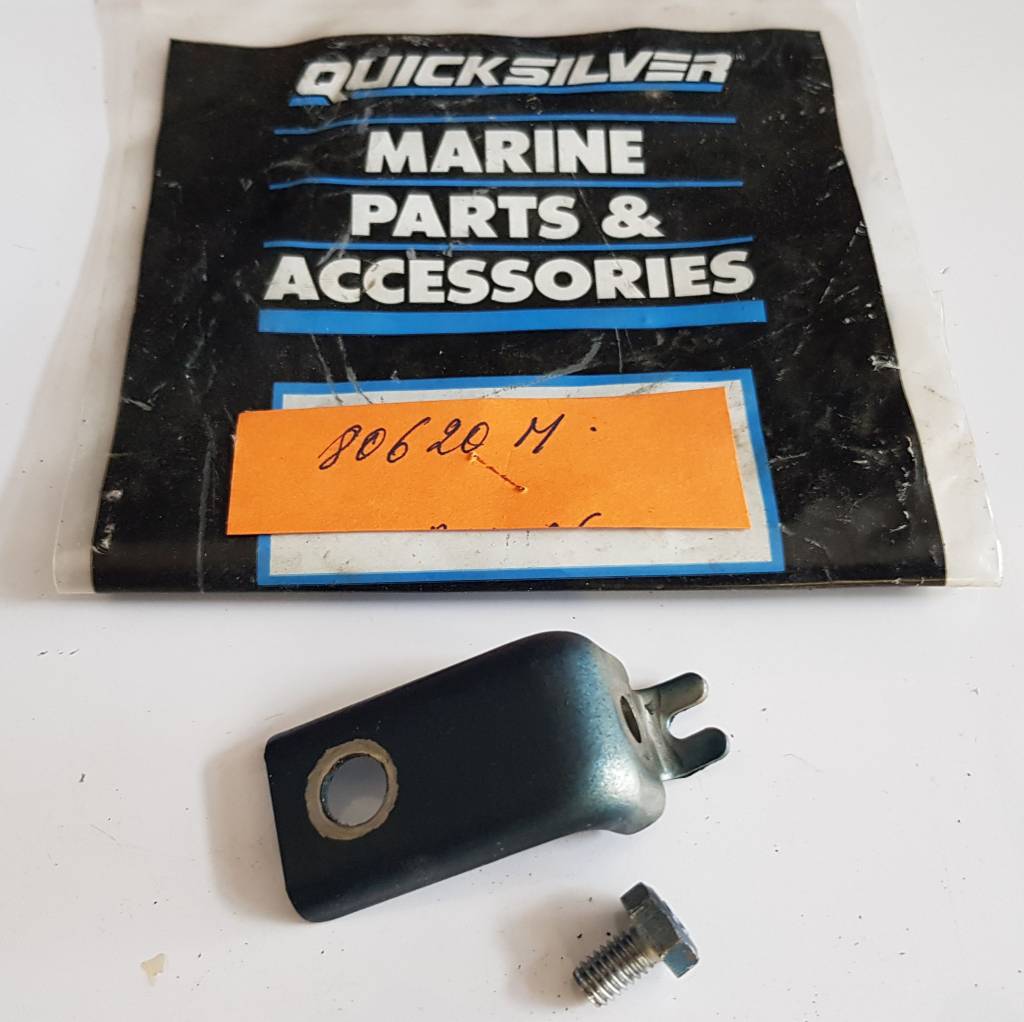 QUICKSILVER
MARINE
PARTS &
ACCESSORIES
80620 M.